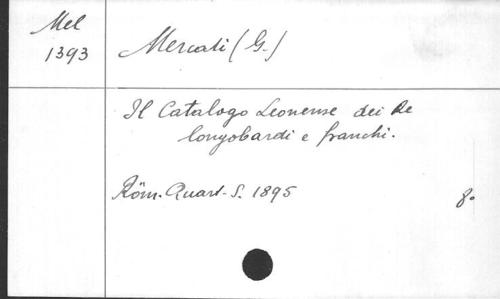 Mel
1393
Mercati (G.)
Il Catalogo Leonense dei Re
longobardi e franchi.
Röm. Quart. S. 1895
8°